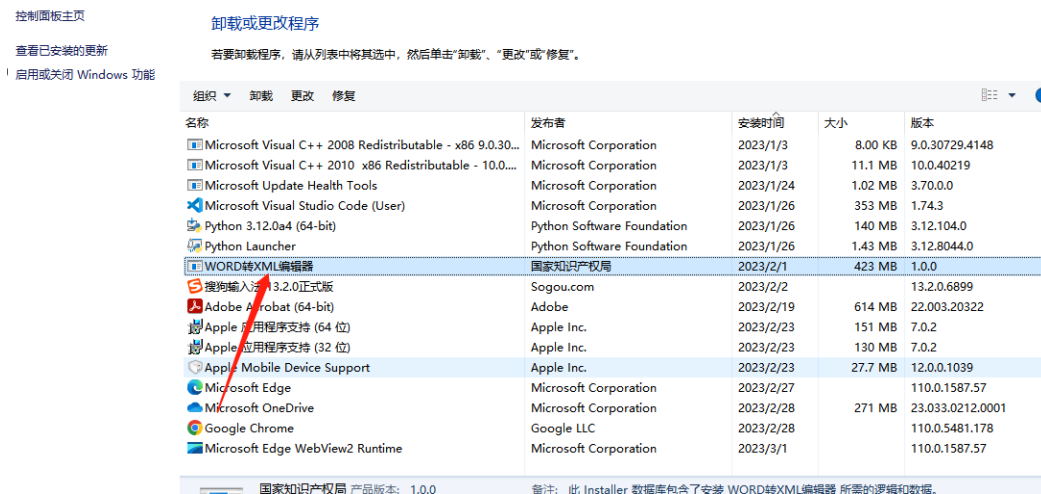 控制面板主页
查看已安装的更新
启用或关闭 Windows 功能
卸载或更改程序
若要卸载程序，请从列表中将其选中，然后单击"卸载"、"更改"或"修复"。
组织 卸载 更改 修复
名称 发布者 安装时间 大小 版本
Microsoft Visual C++ 2008 Redistributable - x86 9.0.30... Microsoft Corporation 2023/1/3 8.00 KB 9.0.30729.4148
Microsoft Visual C++ 2010 x86 Redistributable - 10.0.... Microsoft Corporation 2023/1/3 11.1 MB 10.0.40219
Microsoft Update Health Tools Microsoft Corporation 2023/1/24 1.02 MB 3.70.0.0
Microsoft Visual Studio Code (User) Microsoft Corporation 2023/1/26 353 MB 1.74.3
Python 3.12.0a4 (64-bit) Python Software Foundation 2023/1/26 140 MB 3.12.104.0
Python Launcher Python Software Foundation 2023/1/26 1.43 MB 3.12.8044.0
WORD转XML编辑器 国家知识产权局 2023/2/1 423 MB 1.0.0
搜狗输入法 13.2.0正式版 Sogou.com 2023/2/2 13.2.0.6899
Adobe Acrobat (64-bit) Adobe 2023/2/19 614 MB 22.003.20322
Apple 应用程序支持 (64 位) Apple Inc. 2023/2/23 151 MB 7.0.2
Apple 应用程序支持 (32 位) Apple Inc. 2023/2/23 130 MB 7.0.2
Apple Mobile Device Support Apple Inc. 2023/2/23 27.7 MB 12.0.0.1039
Microsoft Edge Microsoft Corporation 2023/2/27 110.0.1587.57
Microsoft OneDrive Microsoft Corporation 2023/2/28 271 MB 23.033.0212.0001
Google Chrome Google LLC 2023/2/28 110.0.5481.178
Microsoft Edge WebView2 Runtime Microsoft Corporation 2023/3/1 110.0.1587.57
国家知识产权局 产品版本: 1.0.0 备注: 此 Installer 数据库包含了安装 WORD转XML编辑器 所需的逻辑和数据。